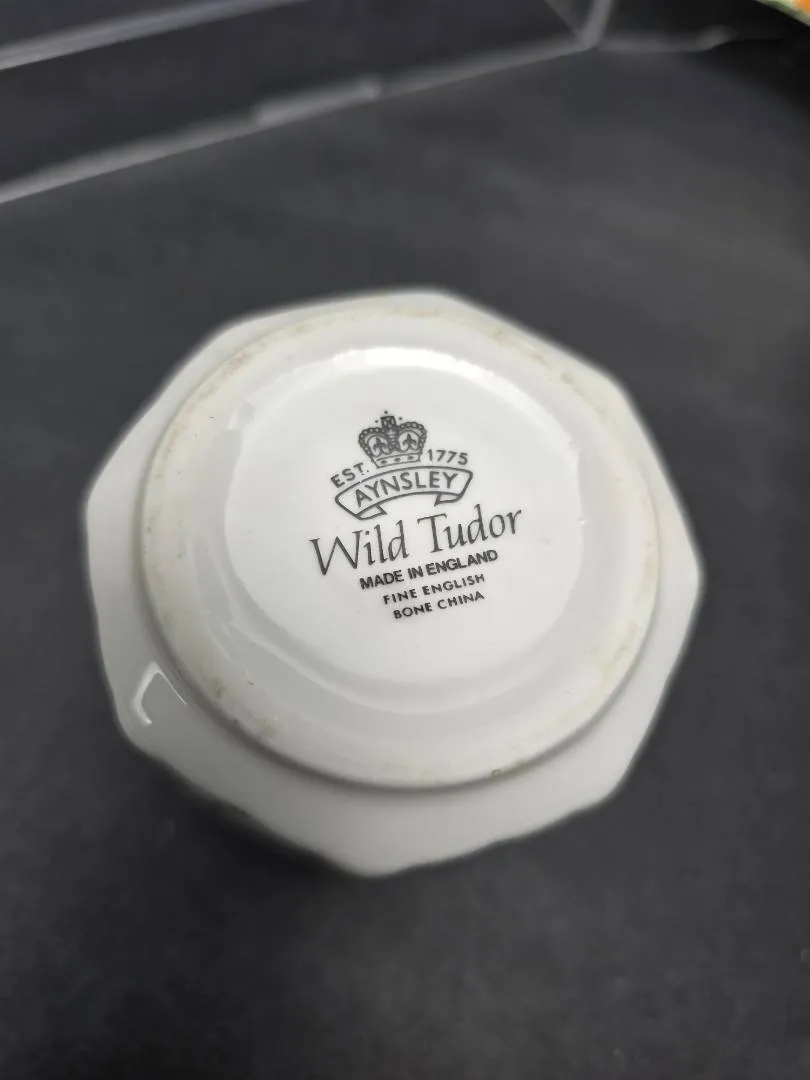 EST. 1775
AYNSLEY
Wild Tudor
MADE IN ENGLAND
FINE ENGLISH
BONE CHINA